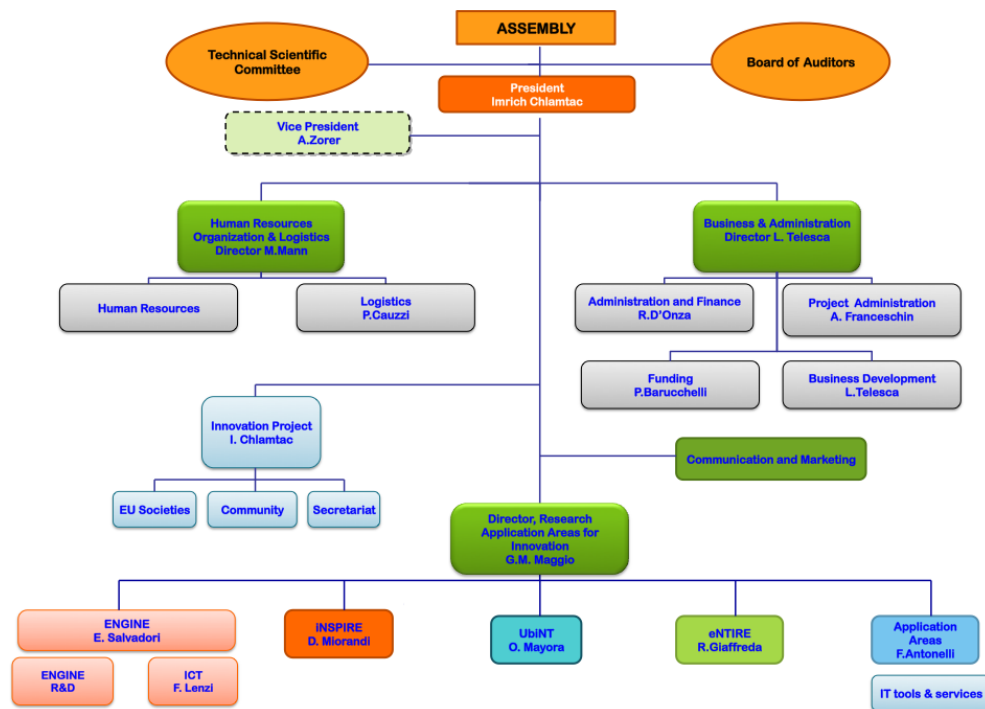 ASSEMBLY
Technical Scientific
Committee
Board of Auditors
President
Imrich Chlamtac
Vice President
A.Zorer
Human Resources
Organization & Logistics
Director M.Mann
Business & Administration
Director L. Telesca
Human Resources
Logistics
P.Cauzzi
Administration and Finance
R.D'Onza
Project Administration
A. Franceschin
Funding
P.Barucchelli
Business Development
L.Telesca
Innovation Project
I. Chlamtac
Communication and Marketing
EU Societies
Community
Secretariat
Director, Research
Application Areas for
Innovation
G.M. Maggio
ENGINE
E. Salvadori
iNSPIRE
D. Miorandi
UbiNT
O. Mayora
eNTIRE
R.Giaffreda
Application
Areas
F.Antonelli
ENGINE
R&D
ICT
F. Lenzi
IT tools & services